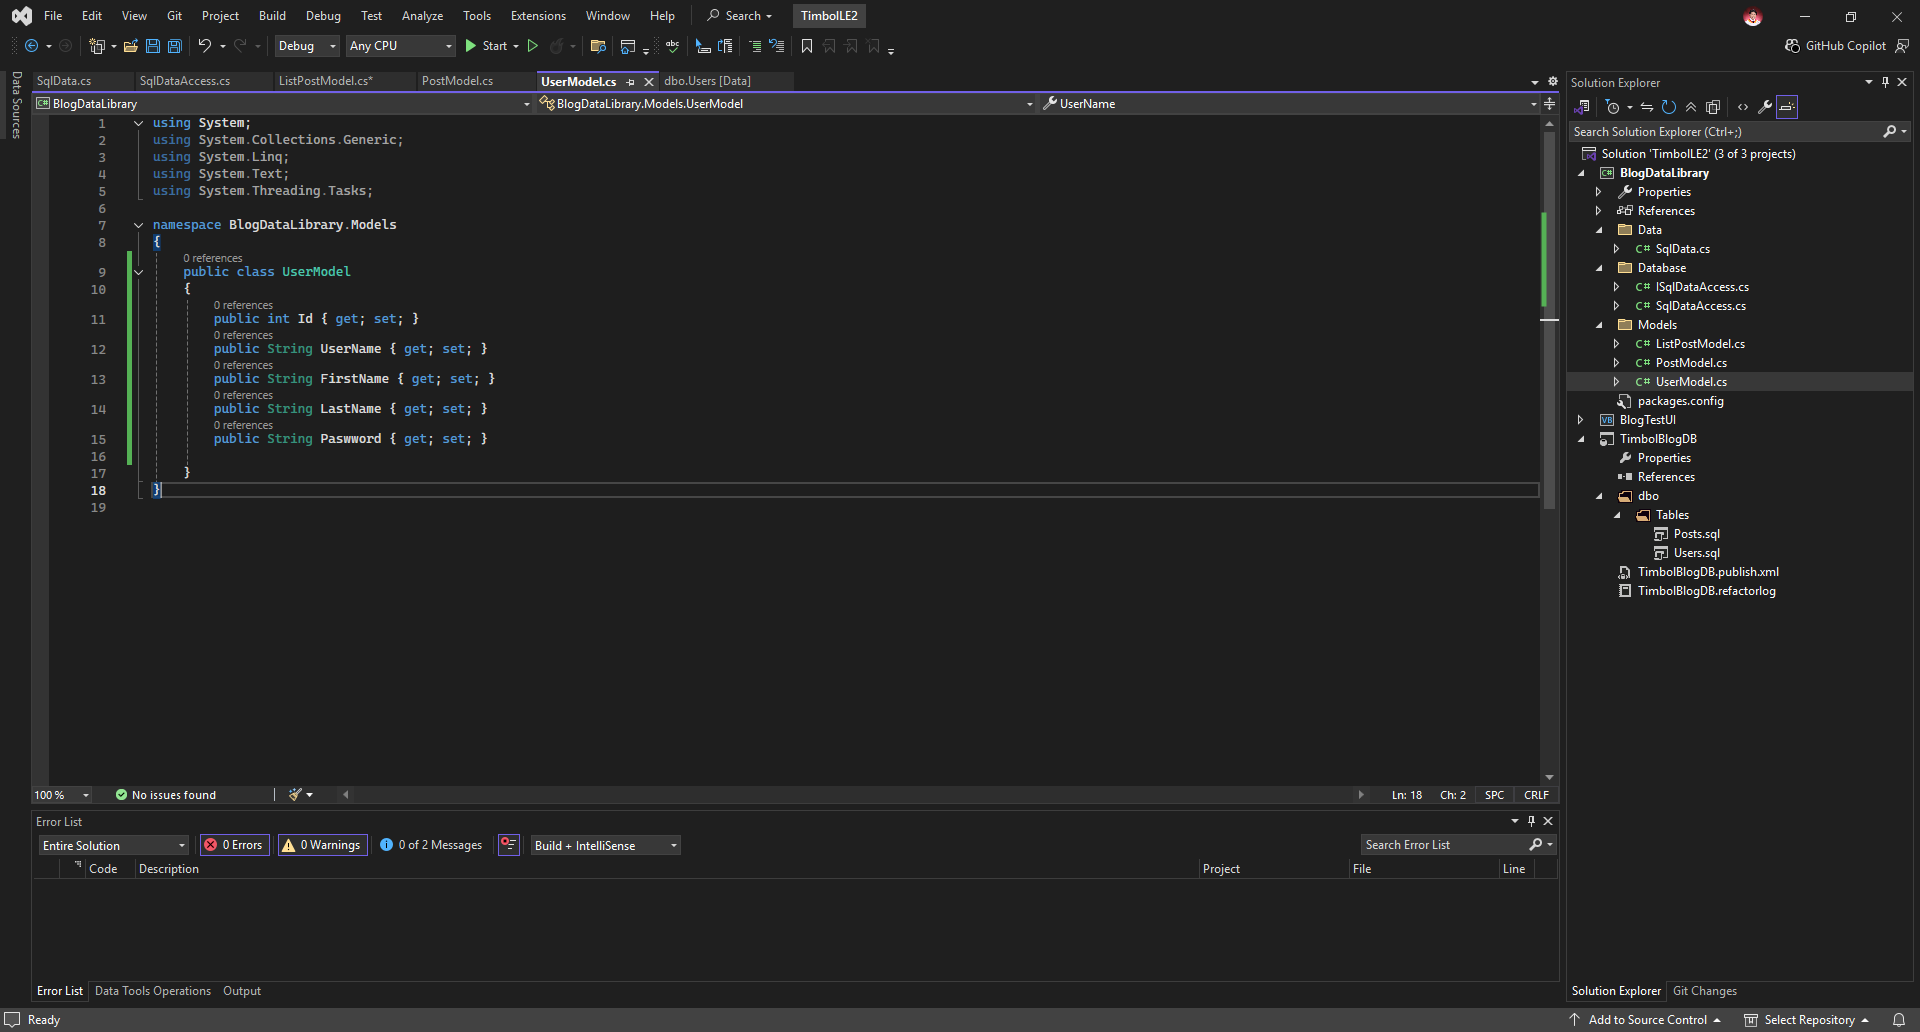 File Edit View Git Project Build Debug Test Analyze Tools Extensions Window Help Search TimbolLE2
Debug Any CPU Start GitHub Copilot
Data Sources
SqlData.cs SqlDataAccess.cs ListPostModel.cs* PostModel.cs UserModel.cs dbo.Users [Data]
BlogDataLibrary BlogDataLibrary.Models.UserModel UserName
1 using System;
2 using System.Collections.Generic;
3 using System.Linq;
4 using System.Text;
5 using System.Threading.Tasks;
6
7 namespace BlogDataLibrary.Models
8 {
0 references
9 public class UserModel
10 {
0 references
11 public int Id { get; set; }
0 references
12 public String UserName { get; set; }
0 references
13 public String FirstName { get; set; }
0 references
14 public String LastName { get; set; }
0 references
15 public String Paswword { get; set; }
16
17 }
18 }
19
100 % No issues found Ln: 18 Ch: 2 SPC CRLF
Error List
Entire Solution 0 Errors 0 Warnings 0 of 2 Messages Build + IntelliSense Search Error List
Code Description Project File Line
Error List Data Tools Operations Output
Solution Explorer
Search Solution Explorer (Ctrl+;)
Solution 'TimbolLE2' (3 of 3 projects)
C# BlogDataLibrary
Properties
References
Data
C# SqlData.cs
Database
C# ISqlDataAccess.cs
C# SqlDataAccess.cs
Models
C# ListPostModel.cs
C# PostModel.cs
C# UserModel.cs
packages.config
VB BlogTestUI
TimbolBlogDB
Properties
References
dbo
Tables
Posts.sql
Users.sql
TimbolBlogDB.publish.xml
TimbolBlogDB.refactorlog
Solution Explorer Git Changes
Ready Add to Source Control Select Repository